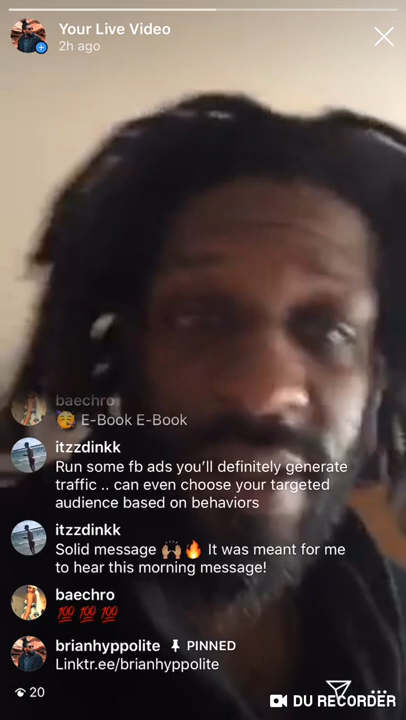 Your Live Video
2h ago
baechro
🥳 E-Book E-Book
itzzdinkk
Run some fb ads you'll definitely generate
traffic .. can even choose your targeted
audience based on behaviors
itzzdinkk
Solid message 🙌🏽🔥 It was meant for me
to hear this morning message!
baechro
💯 💯 💯
brianhyppolite 📌 PINNED
Linktr.ee/brianhyppolite
20
DU RECORDER